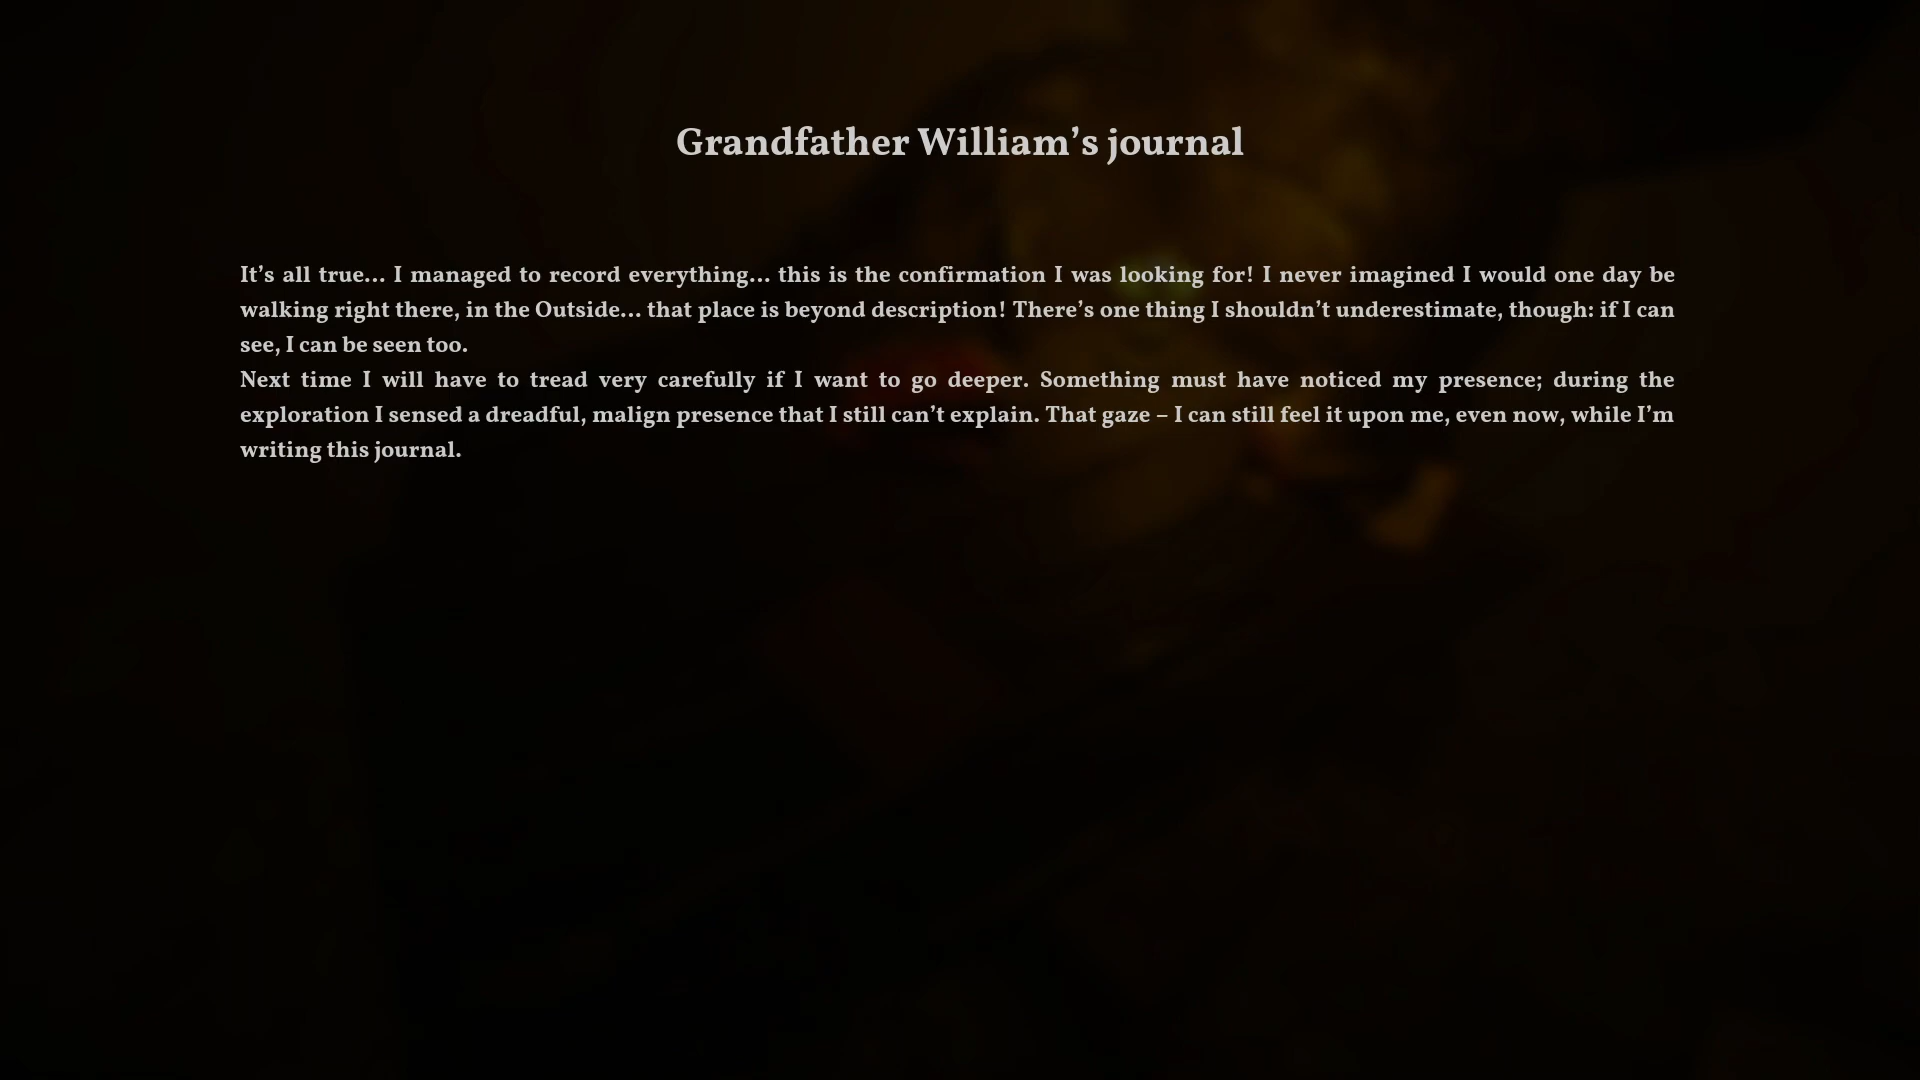 Grandfather William’s journal
It’s all true... I managed to record everything... this is the confirmation I was looking for! I never imagined I would one day be
walking right there, in the Outside... that place is beyond description! There’s one thing I shouldn’t underestimate, though: if I can
see, I can be seen too.
Next time I will have to tread very carefully if I want to go deeper. Something must have noticed my presence; during the
exploration I sensed a dreadful, malign presence that I still can’t explain. That gaze – I can still feel it upon me, even now, while I’m
writing this journal.